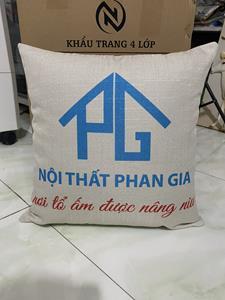 N
KHẨU TRANG 4 LỚP
PG
NỘI THẤT PHAN GIA
nơi tổ ấm được nâng niu